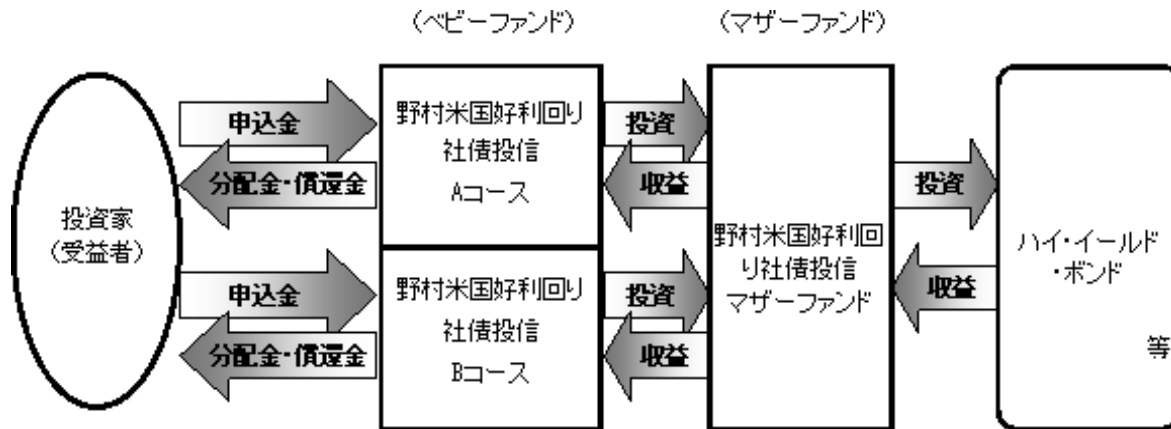 （ベビーファンド）
（マザーファンド）
投資家
（受益者）
申込金
分配金・償還金
申込金
分配金・償還金
野村米国好利回り
社債投信
Aコース
野村米国好利回り
社債投信
Bコース
投資
収益
投資
収益
野村米国好利回
り社債投信
マザーファンド
投資
収益
ハイ・イールド
・ボンド
等